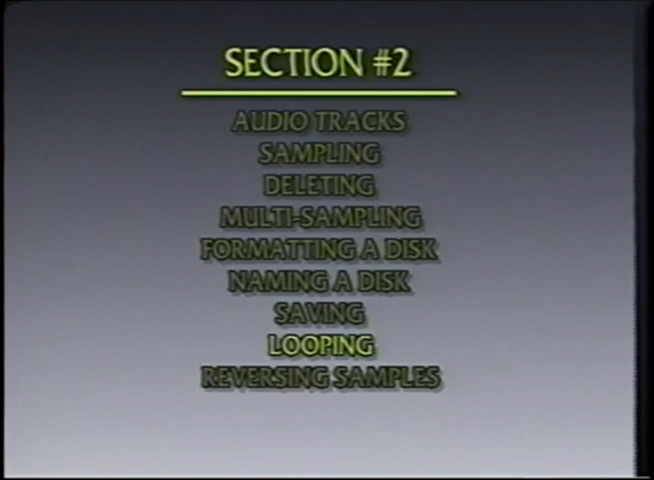 SECTION #2
AUDIO TRACKS
SAMPLING
DELETING
MULTI-SAMPLING
FORMATTING A DISK
NAMING A DISK
SAVING
LOOPING
REVERSING SAMPLES